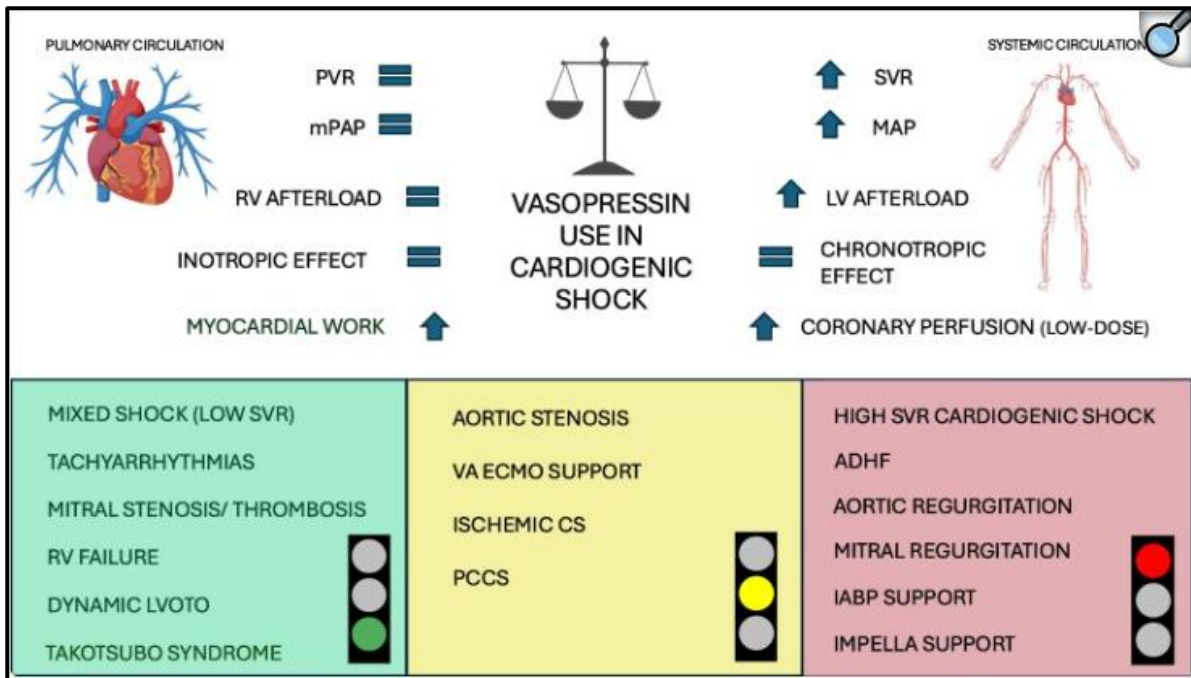 PULMONARY CIRCULATION
SYSTEMIC CIRCULATION
PVR
SVR
mPAP
MAP
RV AFTERLOAD
LV AFTERLOAD
VASOPRESSIN
USE IN
CARDIOGENIC
SHOCK
INOTROPIC EFFECT
CHRONOTROPIC
EFFECT
MYOCARDIAL WORK
CORONARY PERFUSION (LOW-DOSE)
MIXED SHOCK (LOW SVR)
TACHYARRHYTHMIAS
MITRAL STENOSIS/ THROMBOSIS
RV FAILURE
DYNAMIC LVOTO
TAKOTSUBO SYNDROME
AORTIC STENOSIS
VA ECMO SUPPORT
ISCHEMIC CS
PCCS
HIGH SVR CARDIOGENIC SHOCK
ADHF
AORTIC REGURGITATION
MITRAL REGURGITATION
IABP SUPPORT
IMPELLA SUPPORT